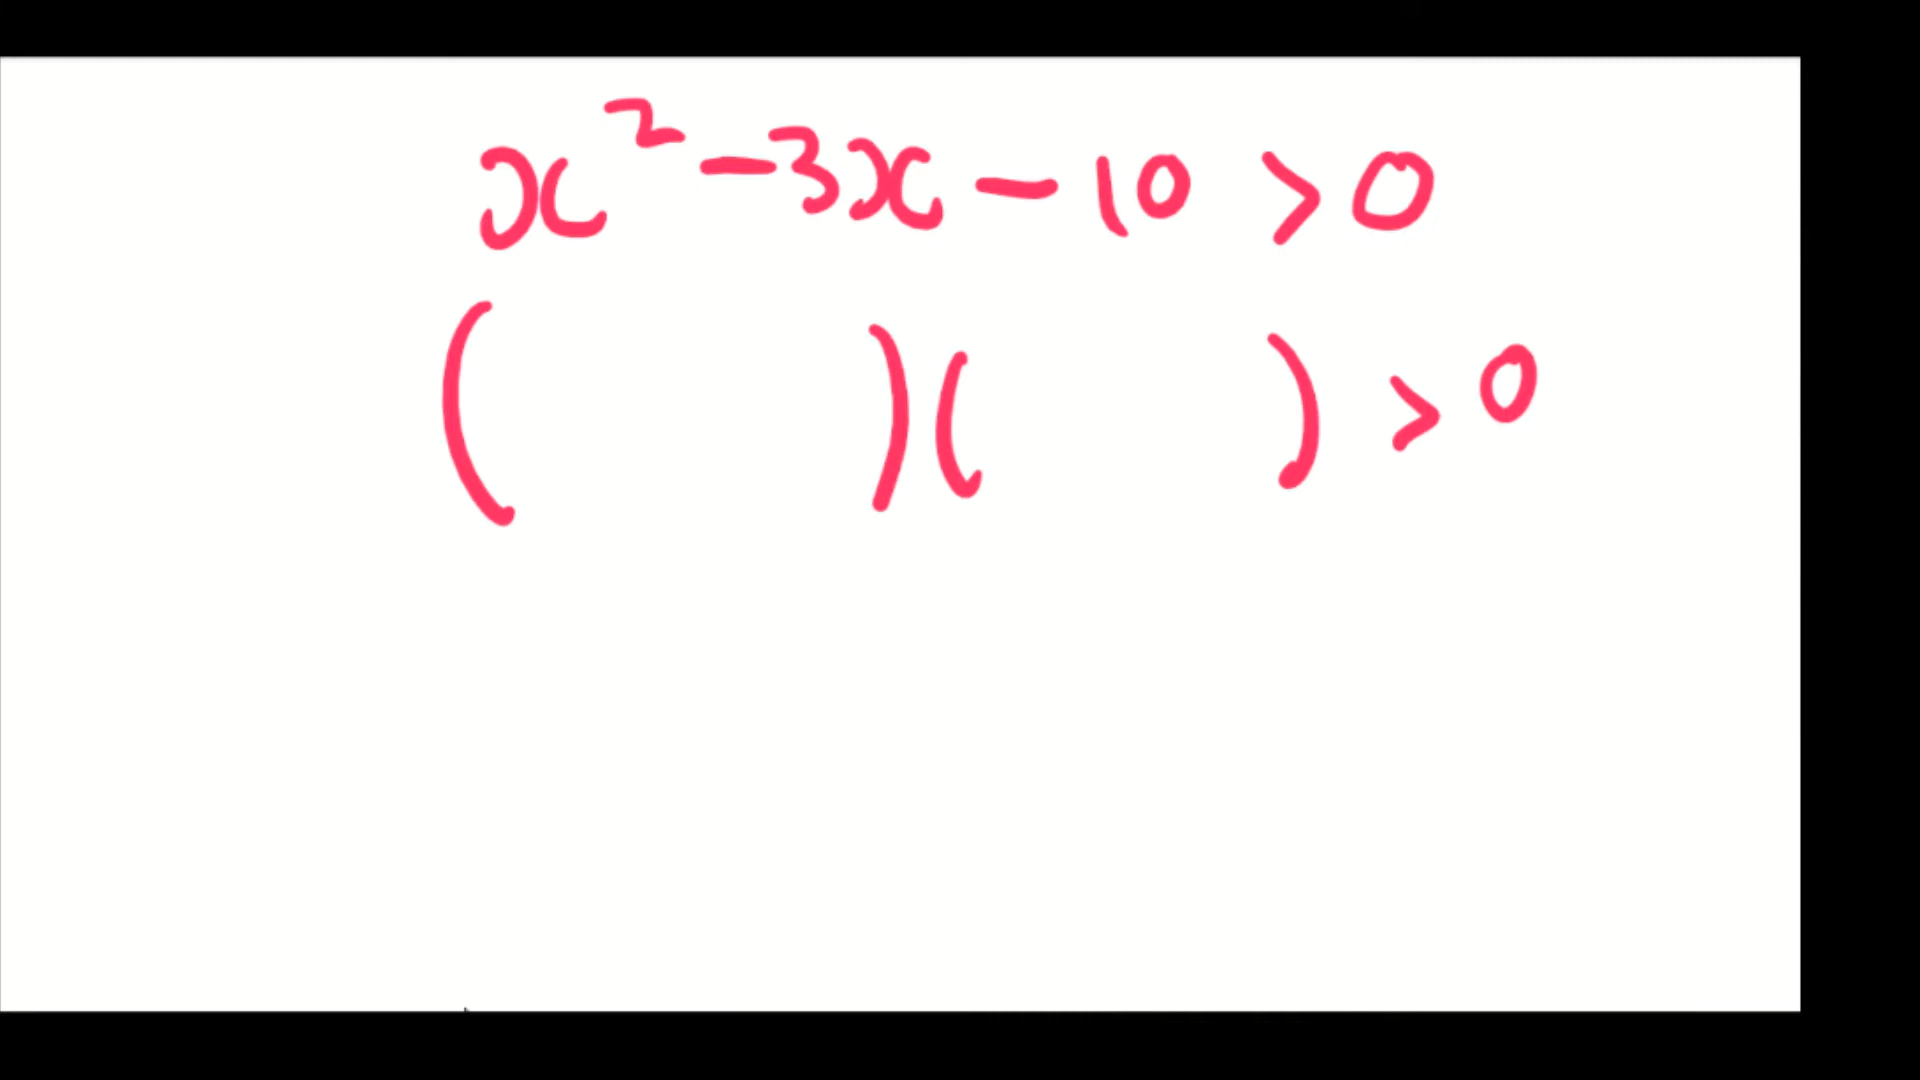 x² - 3x - 10 > 0
( )( ) > 0